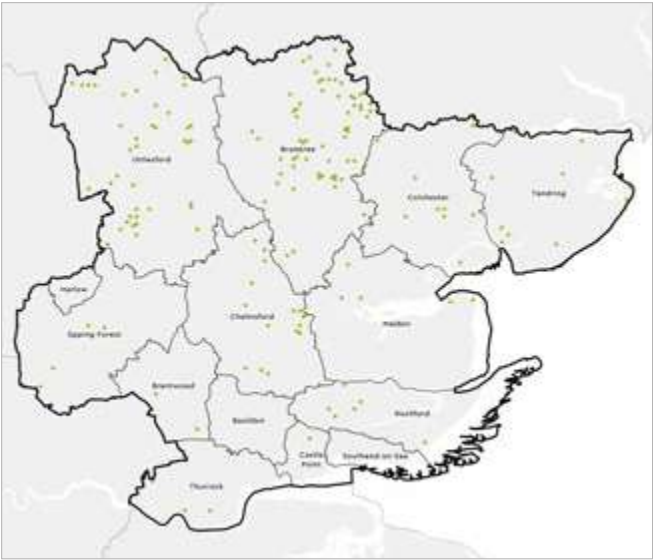 Uttlesford
Braintree
Colchester
Tendring
Harlow
Epping Forest
Chelmsford
Maldon
Brentwood
Basildon
Rochford
Castle
Point
Southend-on-Sea
Thurrock